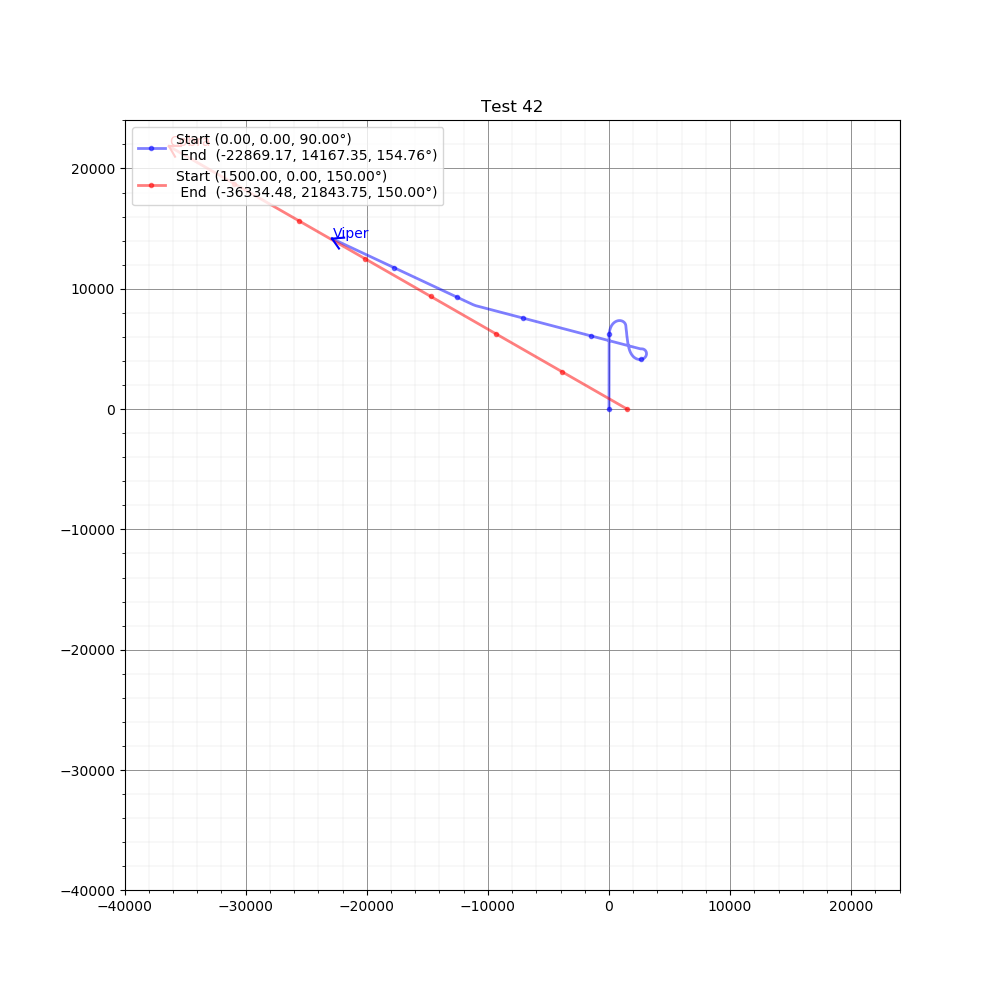 Test 42
Start (0.00, 0.00, 90.00°)
End (-22869.17, 14167.35, 154.76°)
Start (1500.00, 0.00, 150.00°)
End (-36334.48, 21843.75, 150.00°)
Viper
20000
10000
0
−10000
−20000
−30000
−40000
−40000 −30000 −20000 −10000 0 10000 20000